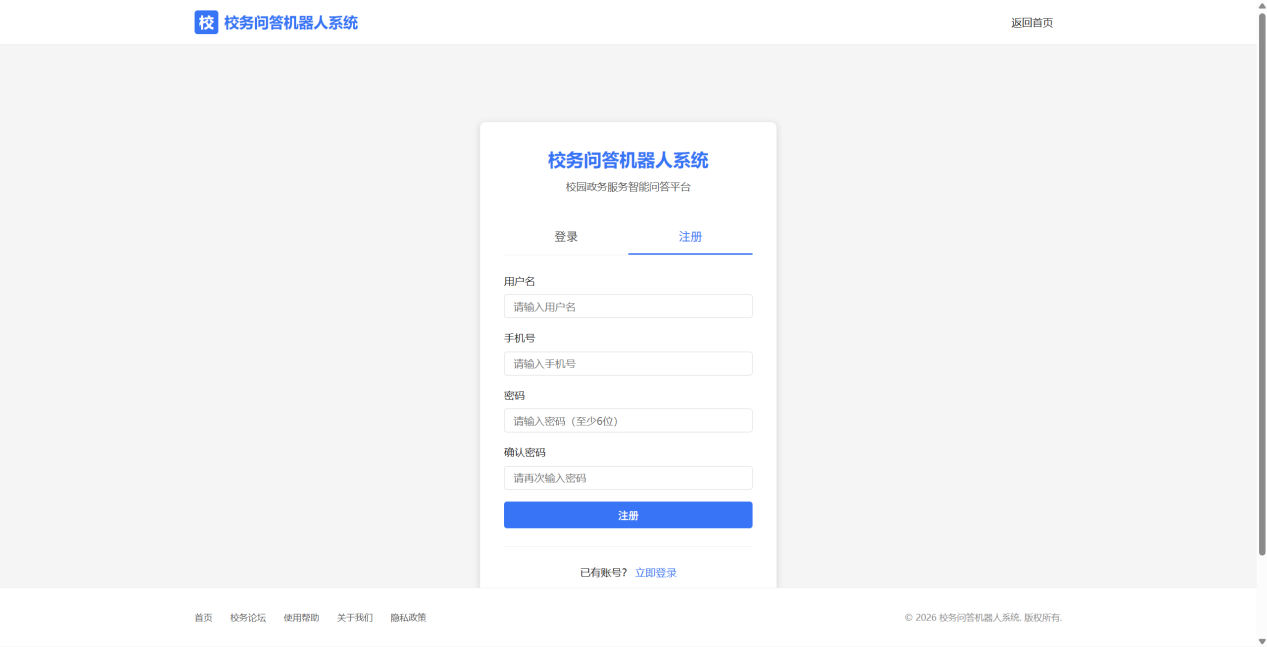 校 校务问答机器人系统 返回首页
校务问答机器人系统
校园政务服务智能问答平台
登录 注册
用户名
请输入用户名
手机号
请输入手机号
密码
请输入密码（至少6位）
确认密码
请再次输入密码
注册
已有账号？ 立即登录
首页 校务论坛 使用帮助 关于我们 隐私政策 © 2026 校务问答机器人系统. 版权所有.